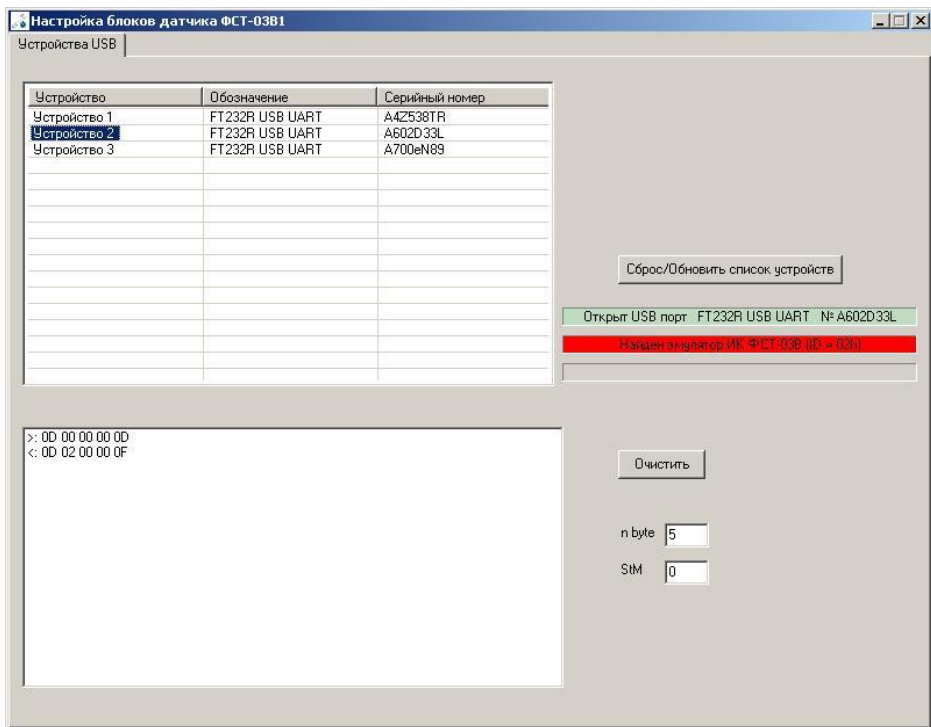 Настройка блоков датчика ФСТ-03В1
Устройства USB
Устройство Обозначение Серийный номер
Устройство 1 FT232R USB UART A4Z538TR
Устройство 2 FT232R USB UART A602D33L
Устройство 3 FT232R USB UART A700eN89
Сброс/Обновить список устройств
Открыт USB порт FT232R USB UART № A602D33L
Найден эмулятор ИК ФСТ-03В (ID = 02h)
>: 0D 00 00 00 0D
<: 0D 02 00 00 0F
Очистить
n byte 5
StM 0